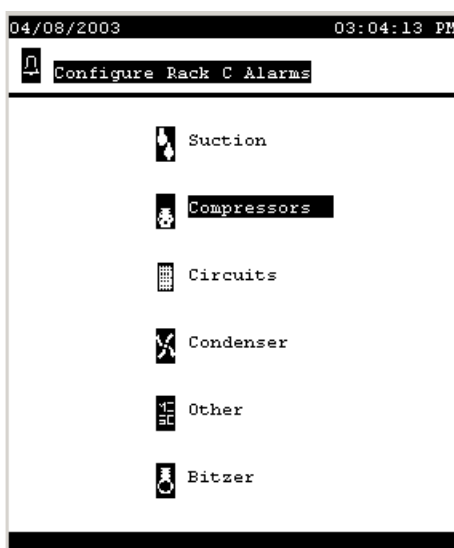 04/08/2003 03:04:13 PM
Configure Rack C Alarms
Suction
Compressors
Circuits
Condenser
Other
Bitzer